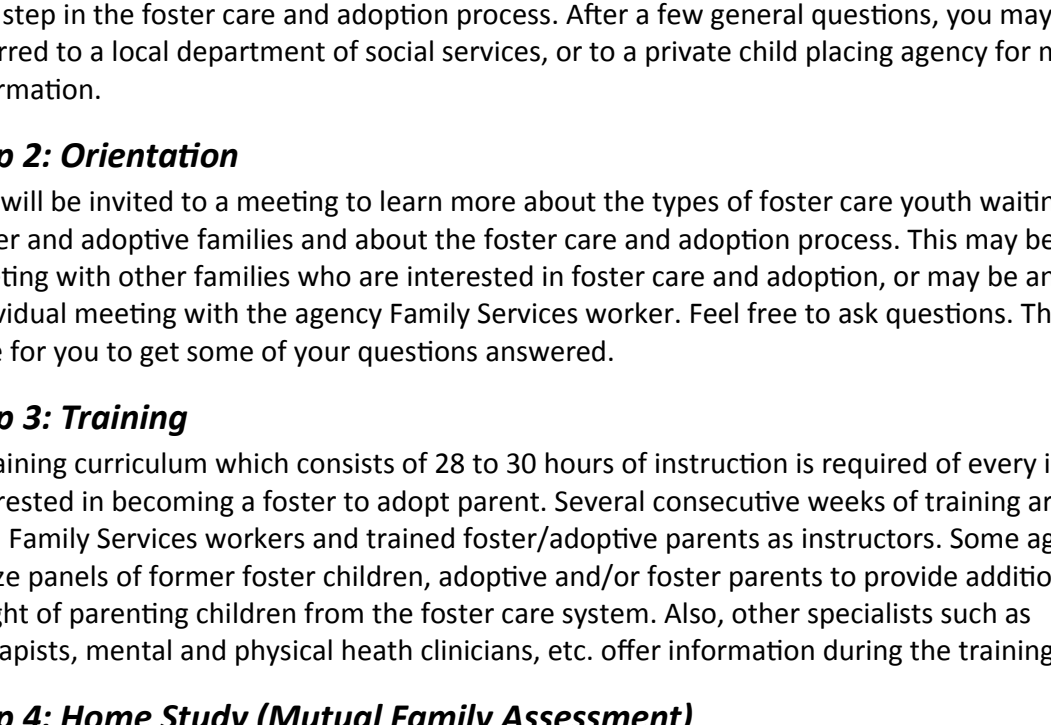 step in the foster care and adoption process. After a few general questions, you may
rred to a local department of social services, or to a private child placing agency for m
rmation.
p 2: Orientation
will be invited to a meeting to learn more about the types of foster care youth waitin
er and adoptive families and about the foster care and adoption process. This may be
ting with other families who are interested in foster care and adoption, or may be an
vidual meeting with the agency Family Services worker. Feel free to ask questions. Th
e for you to get some of your questions answered.
p 3: Training
aining curriculum which consists of 28 to 30 hours of instruction is required of every i
rested in becoming a foster to adopt parent. Several consecutive weeks of training ar
Family Services workers and trained foster/adoptive parents as instructors. Some ag
ze panels of former foster children, adoptive and/or foster parents to provide additio
ght of parenting children from the foster care system. Also, other specialists such as
apists, mental and physical heath clinicians, etc. offer information during the training
p 4: Home Study (Mutual Family Assessment)